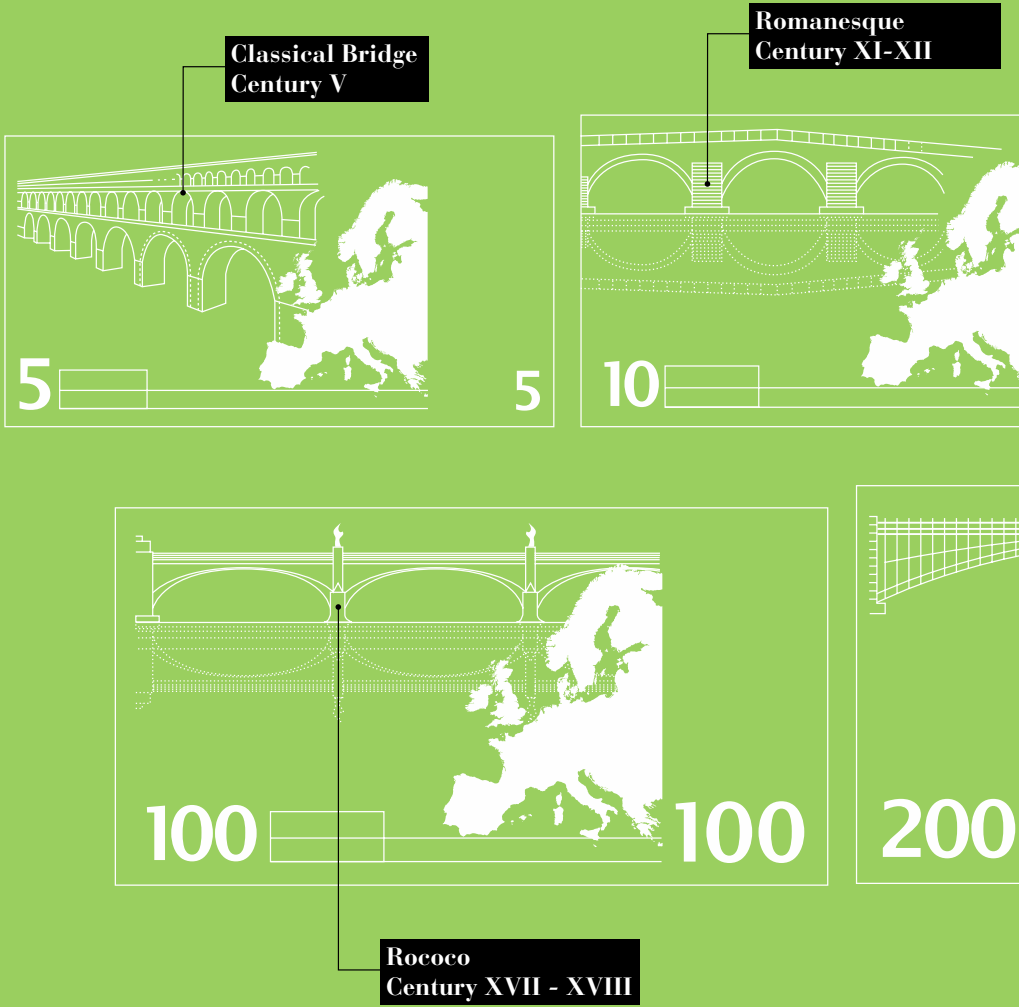 Classical Bridge
Century V
Romanesque
Century XI-XII
5
5
10
100
100
200
Rococo
Century XVII - XVIII